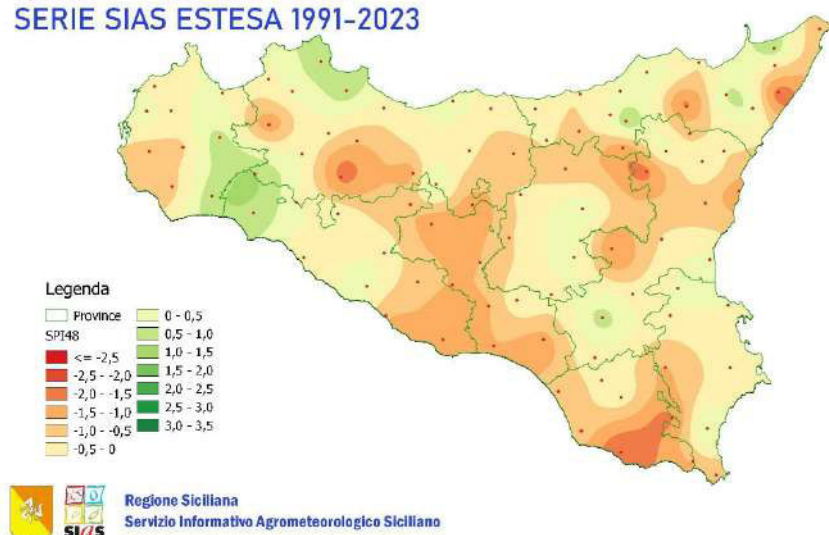 SERIE SIAS ESTESA 1991-2023
Legenda
Province
SPI48
<= -2,5
-2,5 - -2,0
-2,0 - -1,5
-1,5 - -1,0
-1,0 - -0,5
-0,5 - 0
0 - 0,5
0,5 - 1,0
1,0 - 1,5
1,5 - 2,0
2,0 - 2,5
2,5 - 3,0
3,0 - 3,5
SIAS
Regione Siciliana
Servizio Informativo Agrometeorologico Siciliano